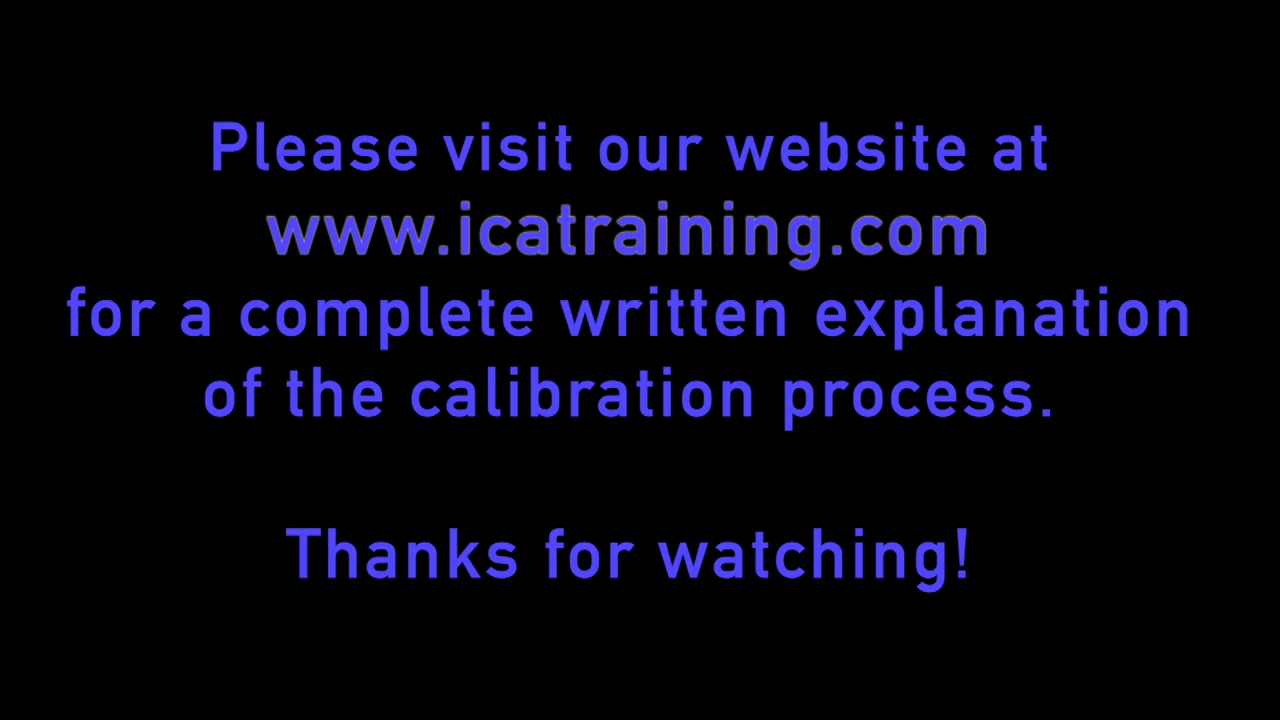 Please visit our website at
www.icatraining.com
for a complete written explanation
of the calibration process.
Thanks for watching!